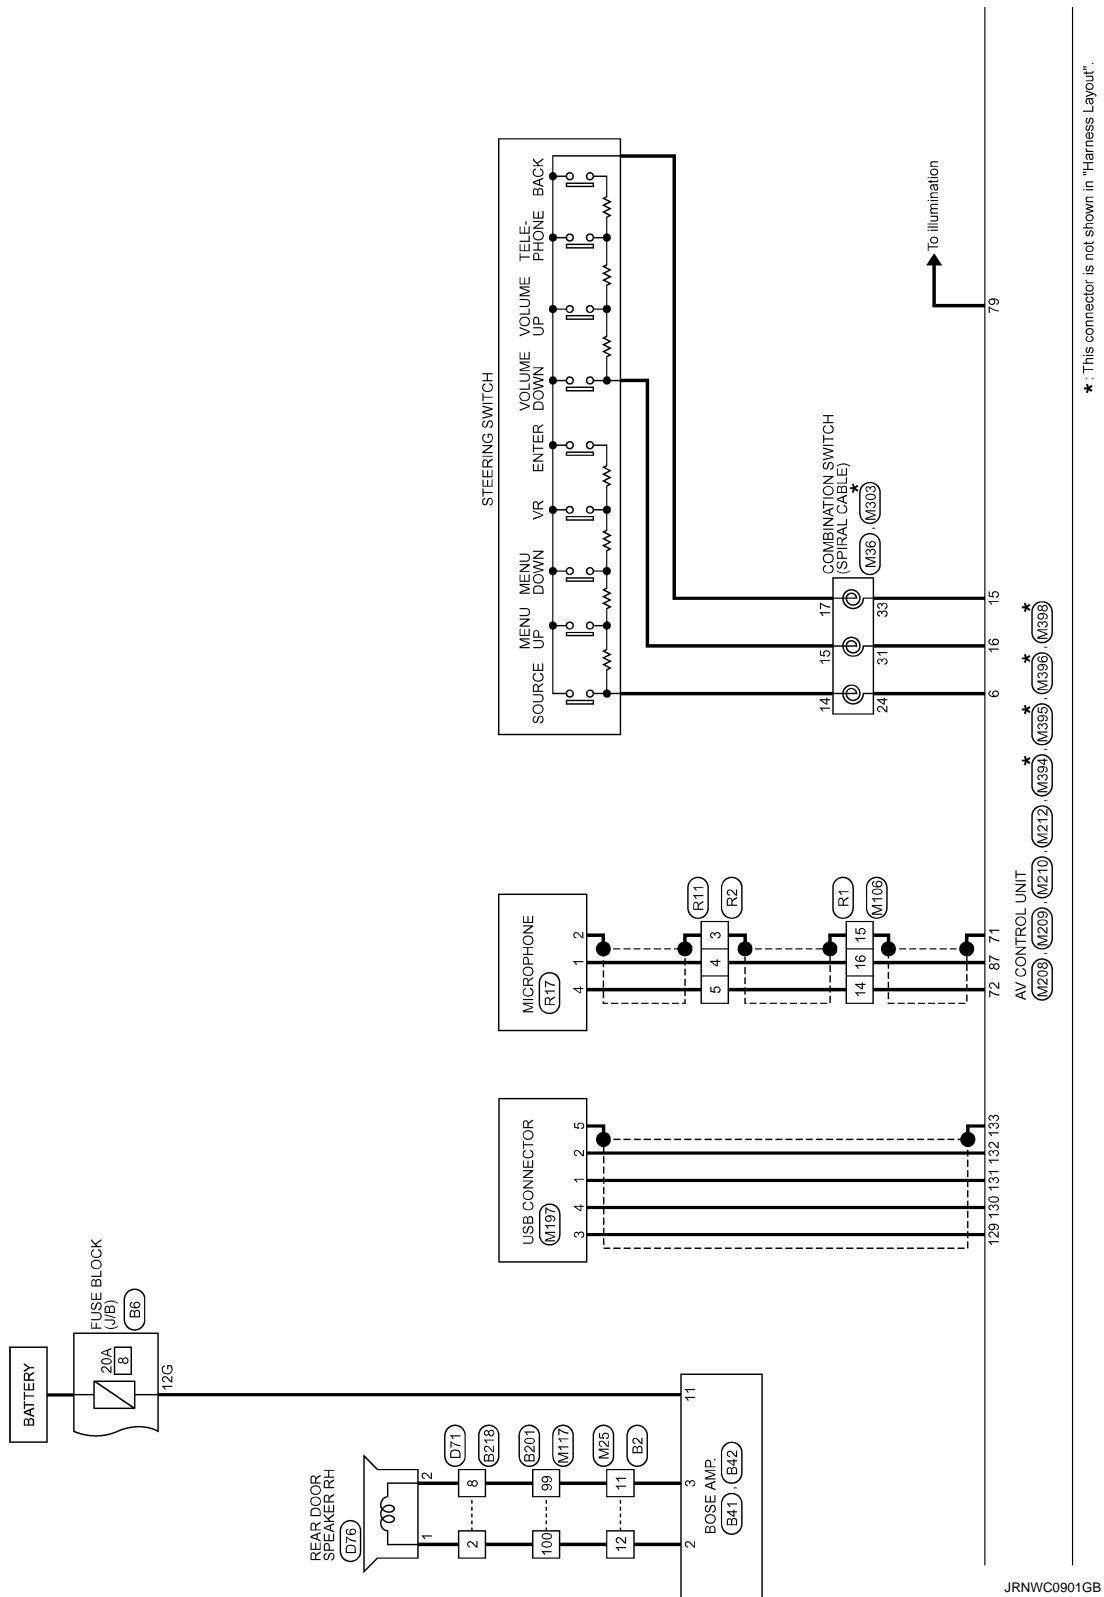 BATTERY
FUSE BLOCK
(J/B)
B6
20A
8
12G
REAR DOOR
SPEAKER RH
D76
1
2
2
8
D71
B218
100
99
B201
M117
12
11
M25
B2
2
3
11
BOSE AMP.
B41 , B42
USB CONNECTOR
M197
3
4
1
2
5
129
130
131
132
133
MICROPHONE
R17
4
1
2
5
4
3
R11
R2
14
16
15
R1
M106
72
87
71
STEERING SWITCH
SOURCE
MENU
UP
MENU
DOWN
VR
ENTER
VOLUME
DOWN
VOLUME
UP
TELE-
PHONE
BACK
14
15
17
24
31
33
COMBINATION SWITCH
(SPIRAL CABLE)
M36 , M303 *
6
16
15
To illumination
79
AV CONTROL UNIT
M208 , M209 , M210 , M212 , M394 * , M395 * , M396 * , M398 *
* : This connector is not shown in "Harness Layout".
JRNWC0901GB